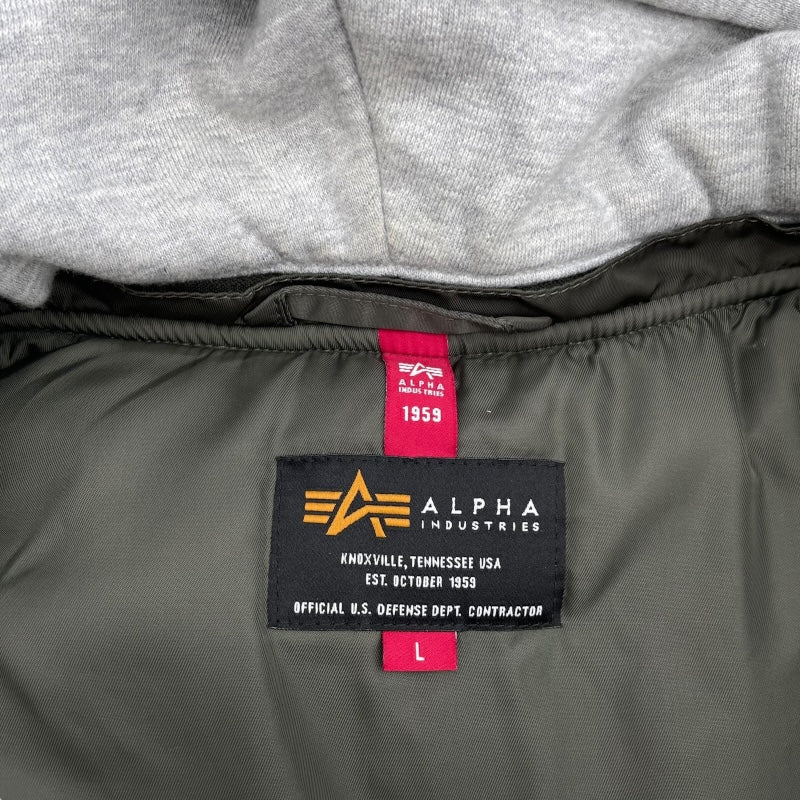 ALPHA
INDUSTRIES
1959
ALPHA
INDUSTRIES
KNOXVILLE, TENNESSEE USA
EST. OCTOBER 1959
OFFICIAL U.S. DEFENSE DEPT. CONTRACTOR
L